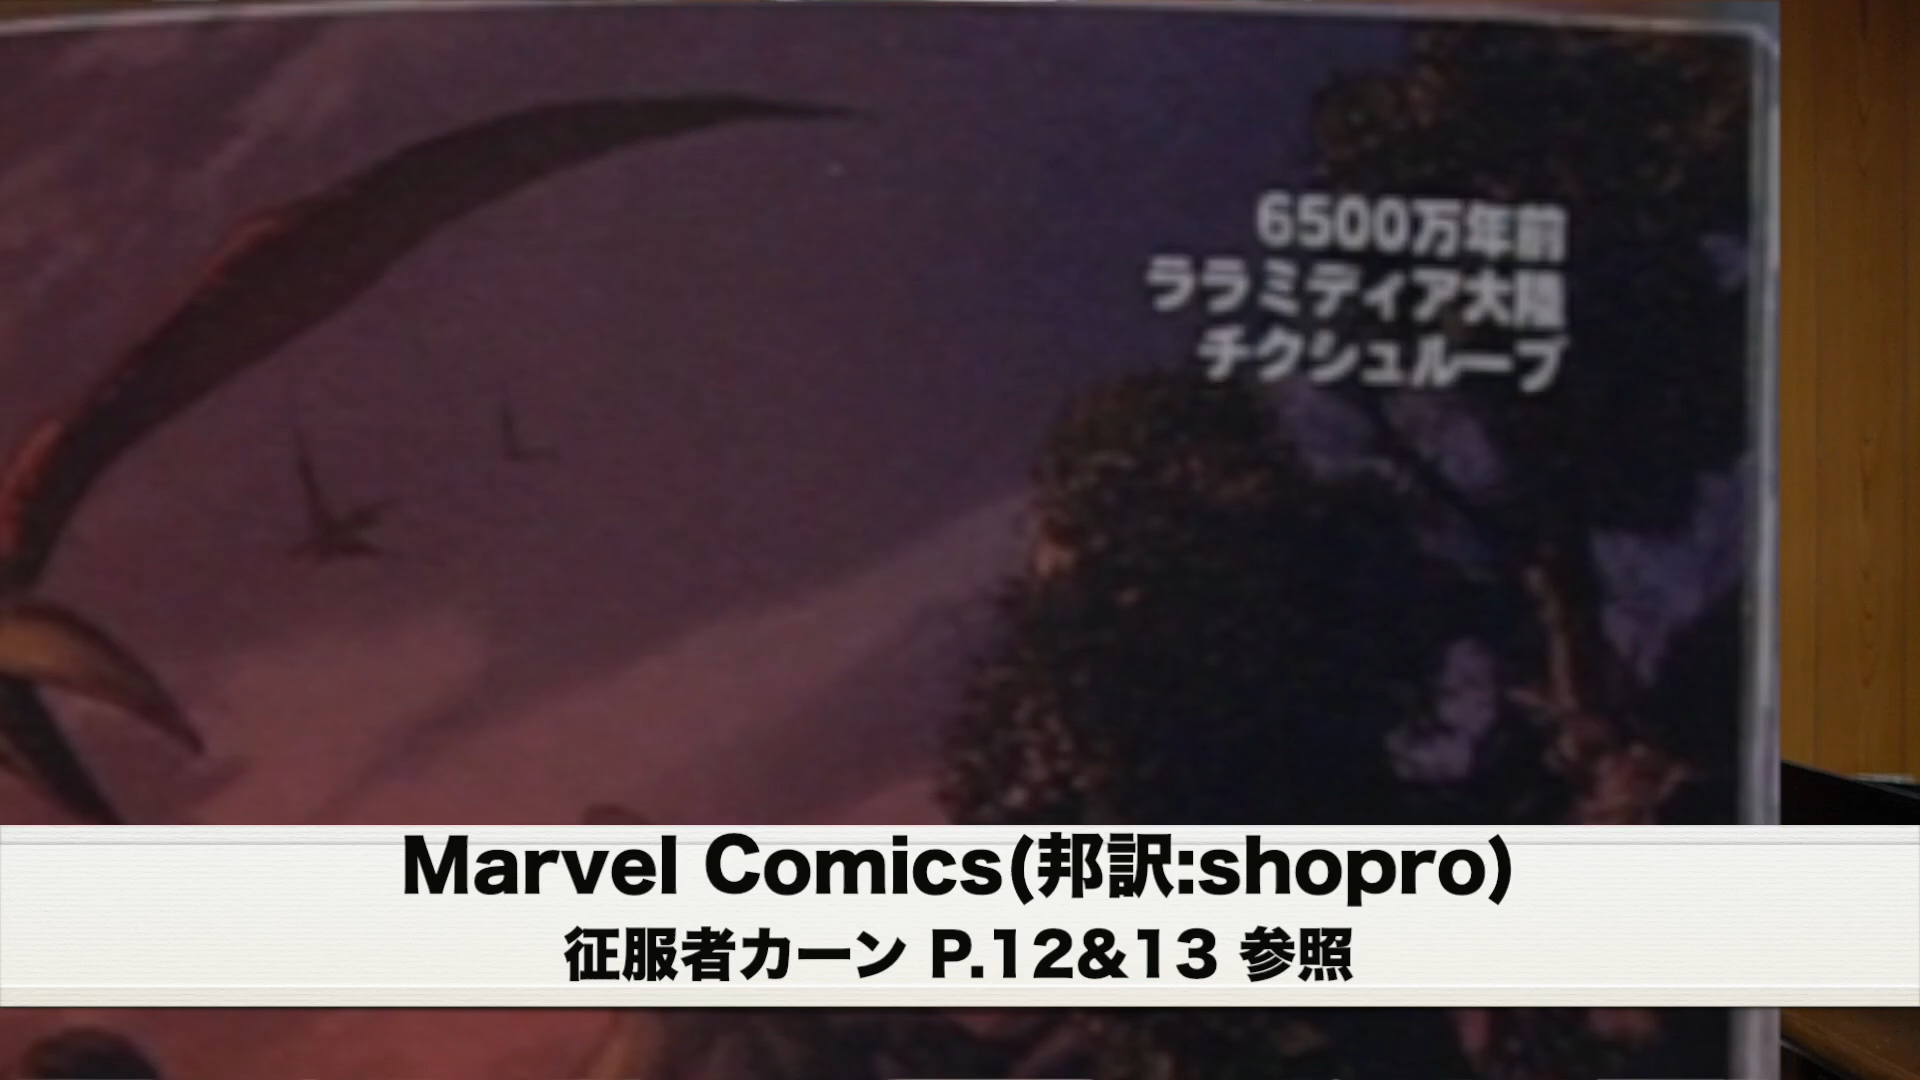 6500万年前
ララミディア大陸
チクシュルーブ
Marvel Comics(邦訳:shopro)
征服者カーン P.12&13 参照